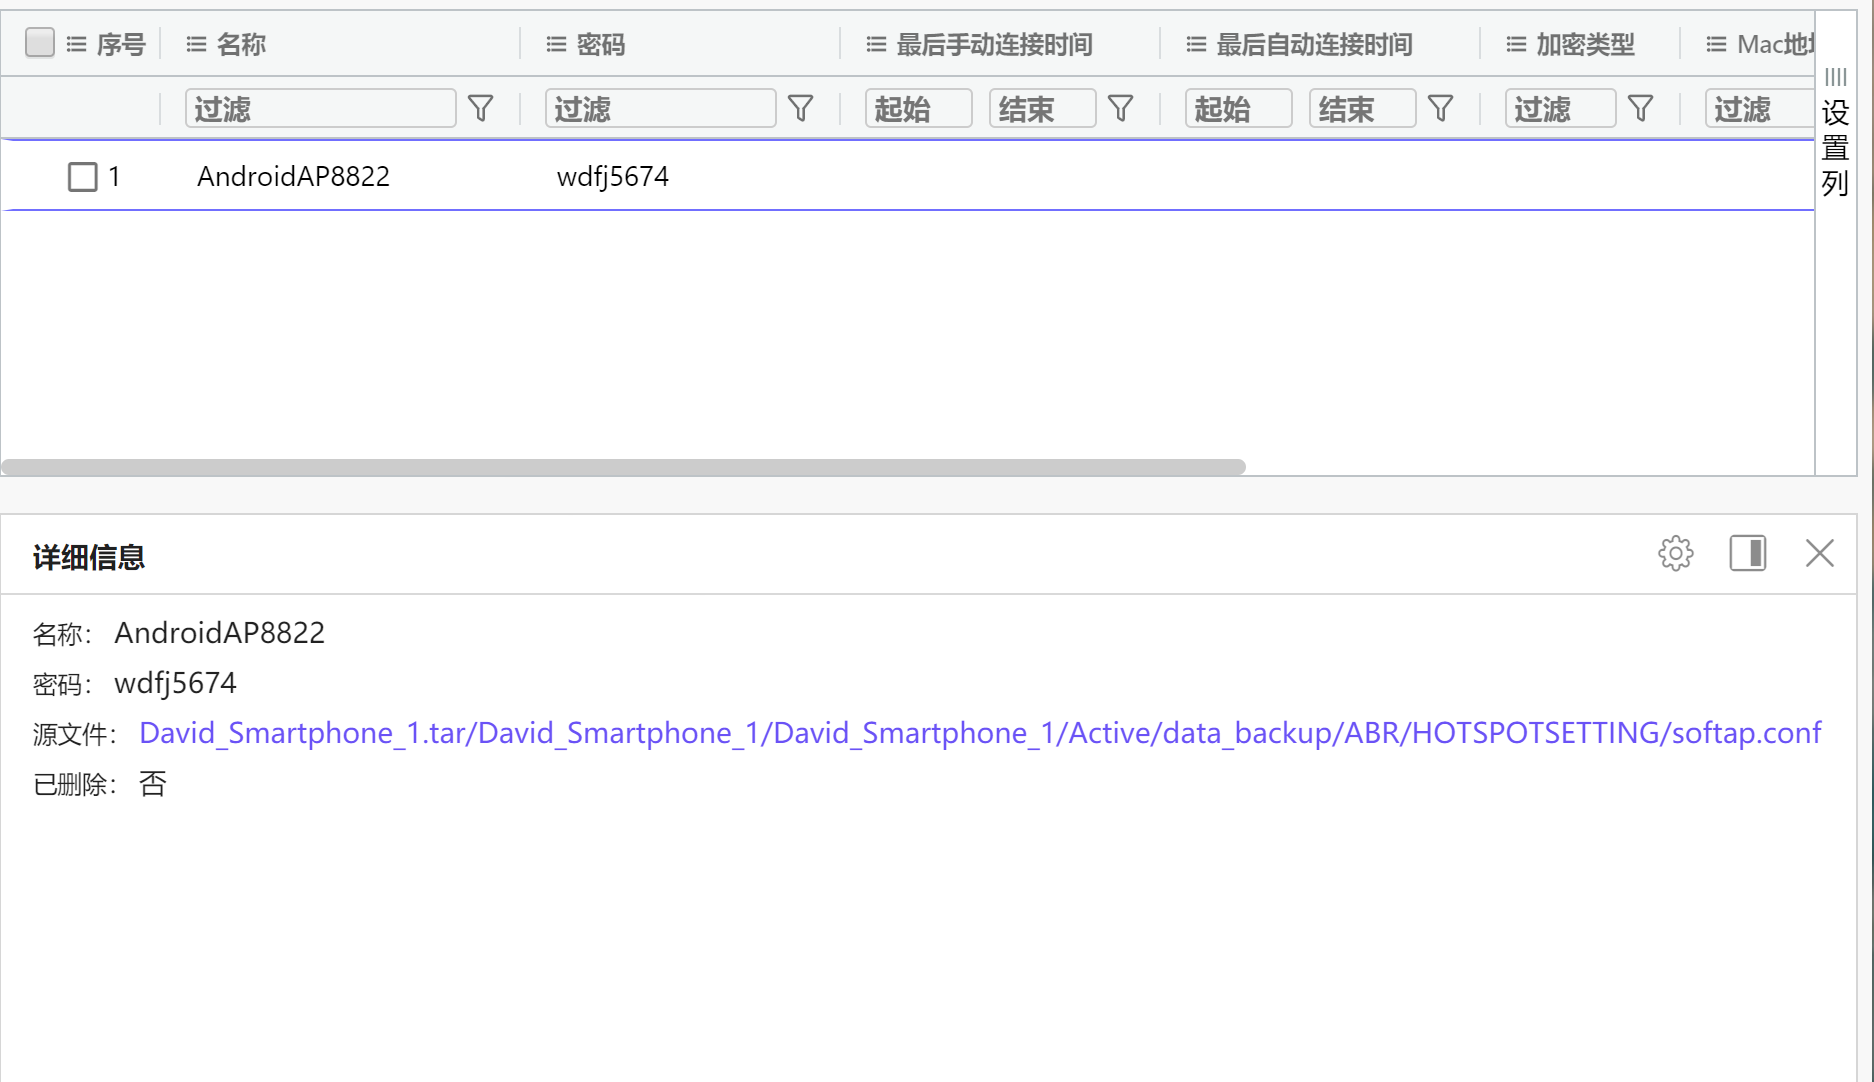 序号 名称 密码 最后手动连接时间 最后自动连接时间 加密类型 Mac地
过滤 过滤 起始 结束 起始 结束 过滤 过滤
设置列
1 AndroidAP8822 wdfj5674
详细信息
名称： AndroidAP8822
密码： wdfj5674
源文件： David_Smartphone_1.tar/David_Smartphone_1/David_Smartphone_1/Active/data_backup/ABR/HOTSPOTSETTING/softap.conf
已删除： 否